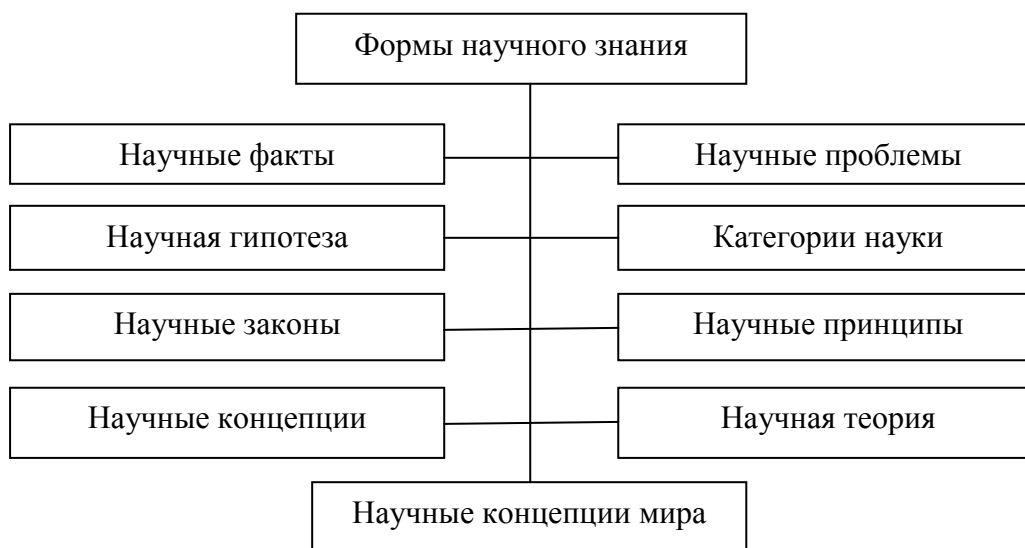 Формы научного знания
Научные факты
Научные проблемы
Научная гипотеза
Категории науки
Научные законы
Научные принципы
Научные концепции
Научная теория
Научные концепции мира